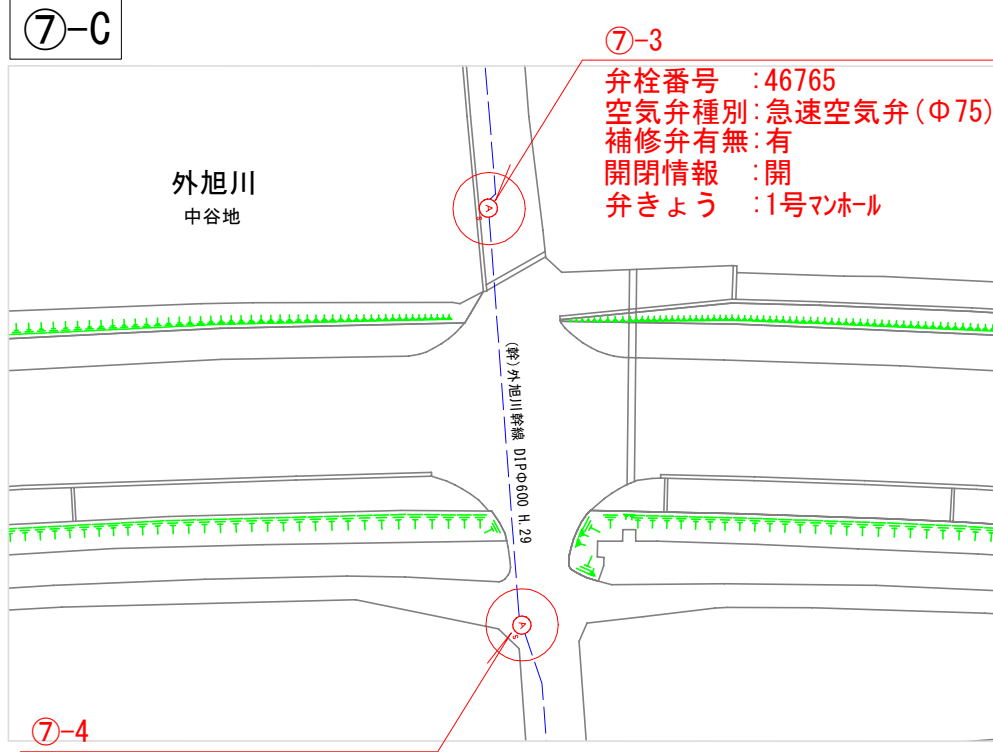 ⑦-C
⑦-3
弁栓番号 :46765
空気弁種別:急速空気弁(Φ75)
補修弁有無:有
開閉情報 :開
弁きょう :1号マンホール
外旭川
中谷地
A
s
(幹)外旭川幹線 DIPΦ600 H.29
A
s
⑦-4